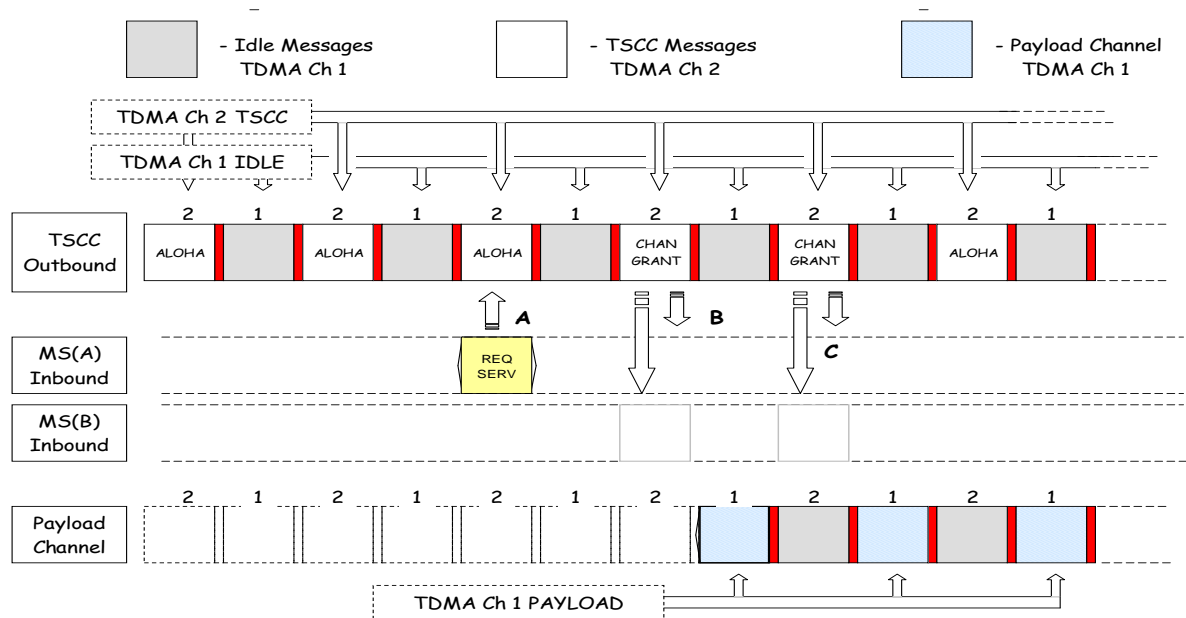 - Idle Messages
TDMA Ch 1
- TSCC Messages
TDMA Ch 2
- Payload Channel
TDMA Ch 1
TDMA Ch 2 TSCC
TDMA Ch 1 IDLE
2 1 2 1 2 1 2 1 2 1 2 1
TSCC
Outbound
ALOHA
ALOHA
ALOHA
CHAN
GRANT
CHAN
GRANT
ALOHA
A
B
C
MS(A)
Inbound
REQ
SERV
MS(B)
Inbound
2 1 2 1 2 1 2 1 2 1 2 1
Payload
Channel
TDMA Ch 1 PAYLOAD